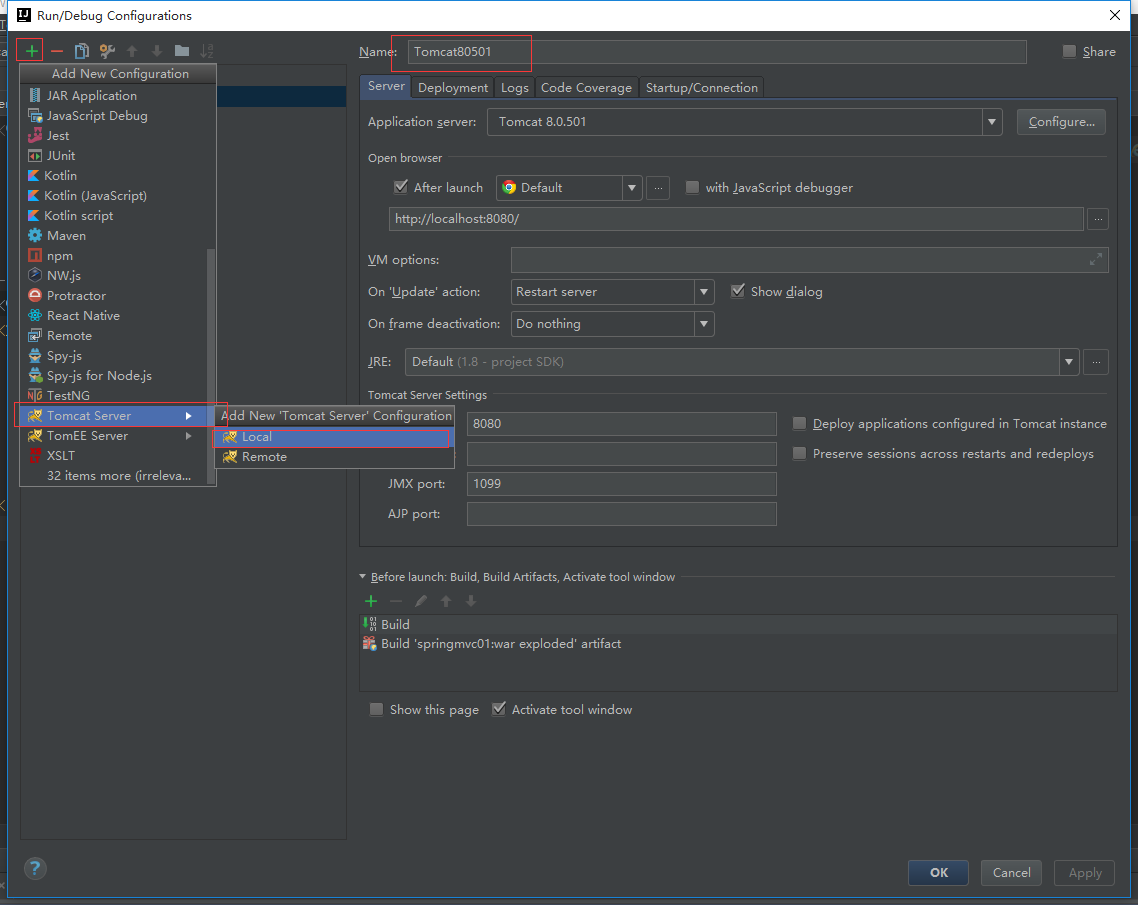 Run/Debug Configurations
Name: Tomcat80501 Share
Add New Configuration
JAR Application
JavaScript Debug
Jest
JUnit
Kotlin
Kotlin (JavaScript)
Kotlin script
Maven
npm
NW.js
Protractor
React Native
Remote
Spy-js
Spy-js for Node.js
TestNG
Tomcat Server
TomEE Server
XSLT
32 items more (irreleva...
Add New 'Tomcat Server' Configuration
Local
Remote
Server Deployment Logs Code Coverage Startup/Connection
Application server: Tomcat 8.0.501 Configure...
Open browser
After launch Default ... with JavaScript debugger
http://localhost:8080/ ...
VM options:
On 'Update' action: Restart server Show dialog
On frame deactivation: Do nothing
JRE: Default (1.8 - project SDK) ...
Tomcat Server Settings
8080 Deploy applications configured in Tomcat instance
Preserve sessions across restarts and redeploys
JMX port: 1099
AJP port:
Before launch: Build, Build Artifacts, Activate tool window
Build
Build 'springmvc01:war exploded' artifact
Show this page Activate tool window
? OK Cancel Apply